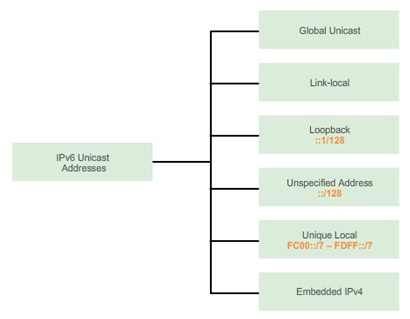 IPv6 Unicast
Addresses
Global Unicast
Link-local
Loopback
::1/128
Unspecified Address
::/128
Unique Local
FC00::/7 – FDFF::/7
Embedded IPv4